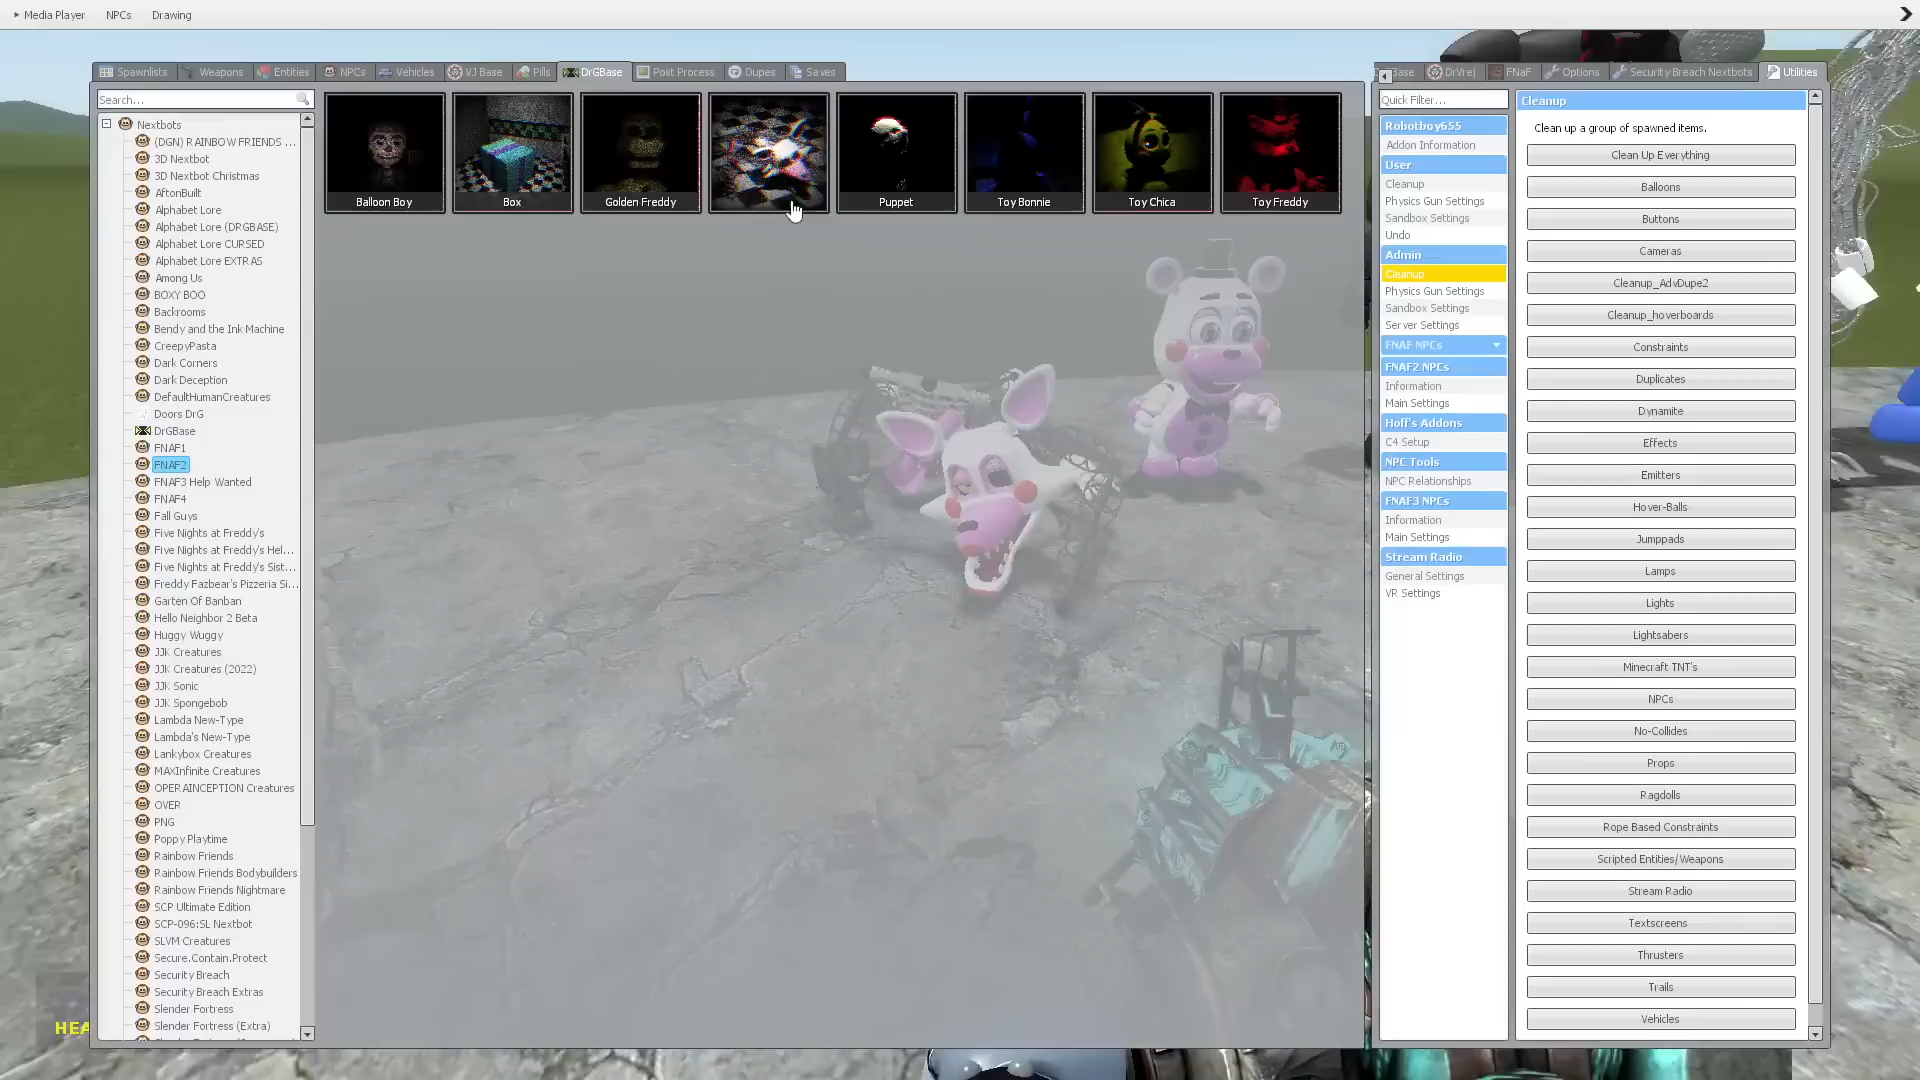 Media Player NPCs Drawing
Spawnlists Weapons Entities NPCs Vehicles VJ Base Pills DrGBase Post Process Dupes Saves
Base DrVrej FNaF Options Security Breach Nextbots Utilities
Search...
Nextbots
(DGN) RAINBOW FRIENDS ...
3D Nextbot
3D Nextbot Christmas
AftonBuilt
Alphabet Lore
Alphabet Lore (DRGBASE)
Alphabet Lore CURSED
Alphabet Lore EXTRAS
Among Us
BOXY BOO
Backrooms
Bendy and the Ink Machine
CreepyPasta
Dark Corners
Dark Deception
DefaultHumanCreatures
Doors DrG
DrGBase
FNAF1
FNAF2
FNAF3 Help Wanted
FNAF4
Fall Guys
Five Nights at Freddy's
Five Nights at Freddy's Hel...
Five Nights at Freddy's Sist...
Freddy Fazbear's Pizzeria Si...
Garten Of Banban
Hello Neighbor 2 Beta
Huggy Wuggy
JJK Creatures
JJK Creatures (2022)
JJK Sonic
JJK Spongebob
Lambda New-Type
Lambda's New-Type
Lankybox Creatures
MAXInfinite Creatures
OPERAINCEPTION Creatures
OVER
PNG
Poppy Playtime
Rainbow Friends
Rainbow Friends Bodybuilders
Rainbow Friends Nightmare
SCP Ultimate Edition
SCP-096:SL Nextbot
SLVM Creatures
Secure.Contain.Protect
Security Breach
Security Breach Extras
Slender Fortress
Slender Fortress (Extra)
Balloon Boy
Box
Golden Freddy
Puppet
Toy Bonnie
Toy Chica
Toy Freddy
Quick Filter...
Robotboy655
Addon Information
User
Cleanup
Physics Gun Settings
Sandbox Settings
Undo
Admin
Cleanup
Physics Gun Settings
Sandbox Settings
Server Settings
FNAF NPCs
FNAF2 NPCs
Information
Main Settings
Hoff's Addons
C4 Setup
NPC Tools
NPC Relationships
FNAF3 NPCs
Information
Main Settings
Stream Radio
General Settings
VR Settings
Cleanup
Clean up a group of spawned items.
Clean Up Everything
Balloons
Buttons
Cameras
Cleanup_AdvDupe2
Cleanup_hoverboards
Constraints
Duplicates
Dynamite
Effects
Emitters
Hover-Balls
Jumppads
Lamps
Lights
Lightsabers
Minecraft TNT's
NPCs
No-Collides
Props
Ragdolls
Rope Based Constraints
Scripted Entities/Weapons
Stream Radio
Textscreens
Thrusters
Trails
Vehicles
HEA